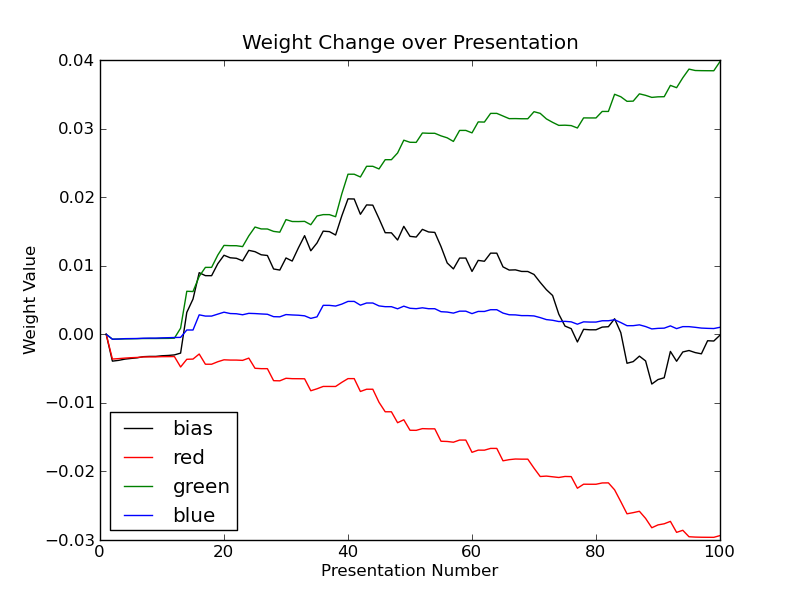 Weight Change over Presentation
Weight Value
0.04
0.03
0.02
0.01
0.00
−0.01
−0.02
−0.03
bias
red
green
blue
0 20 40 60 80 100
Presentation Number